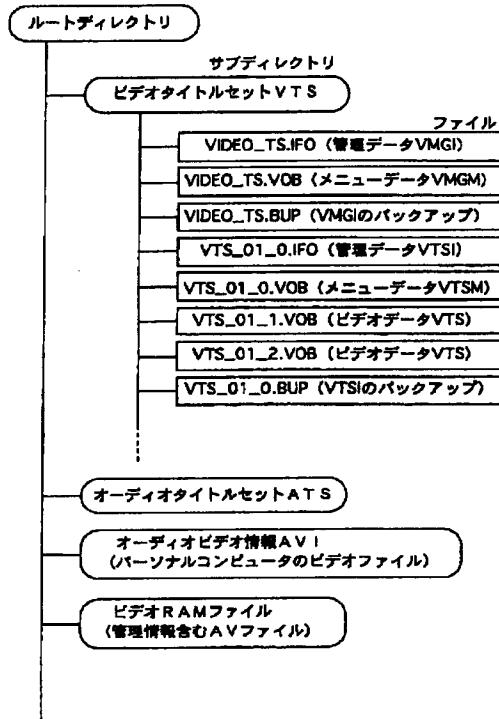 ルートディレクトリ
サブディレクトリ
ビデオタイトルセットVTS
ファイル
VIDEO_TS.IFO (管理データVMGI)
VIDEO_TS.VOB (メニューデータVMGM)
VIDEO_TS.BUP (VMGIのバックアップ)
VTS_01_0.IFO (管理データVTSI)
VTS_01_0.VOB (メニューデータVTSM)
VTS_01_1.VOB (ビデオデータVTS)
VTS_01_2.VOB (ビデオデータVTS)
VTS_01_0.BUP (VTSIのバックアップ)
オーディオタイトルセットATS
オーディオビデオ情報AVI
(パーソナルコンピュータのビデオファイル)
ビデオRAMファイル
(管理情報含むAVファイル)